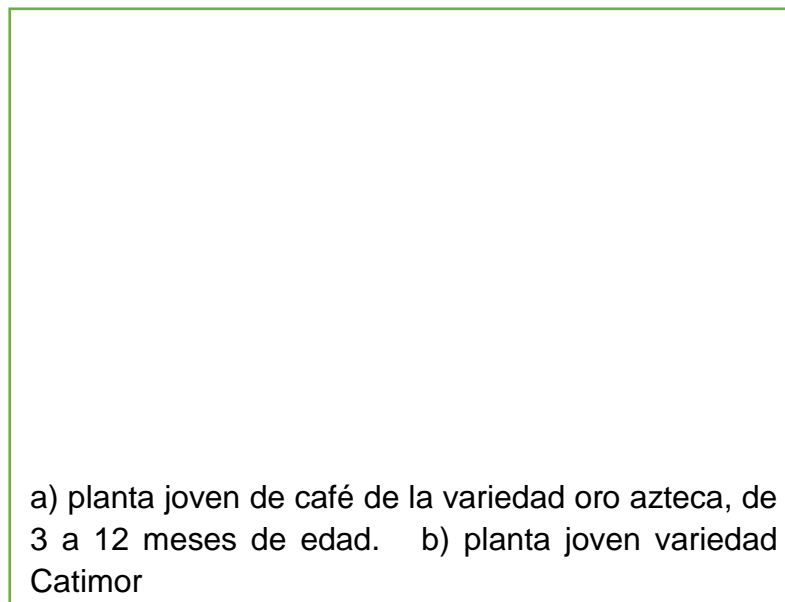 a) planta joven de café de la variedad oro azteca, de
3 a 12 meses de edad. b) planta joven variedad
Catimor